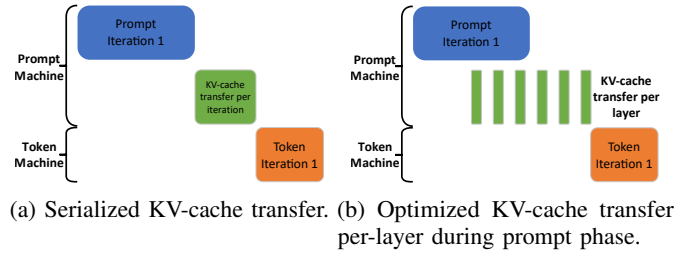 Prompt
Iteration 1
Prompt
Machine
KV-cache
transfer per
iteration
Token
Machine
Token
Iteration 1
(a) Serialized KV-cache transfer.
Prompt
Iteration 1
Prompt
Machine
KV-cache
transfer per
layer
Token
Machine
Token
Iteration 1
(b) Optimized KV-cache transfer
per-layer during prompt phase.